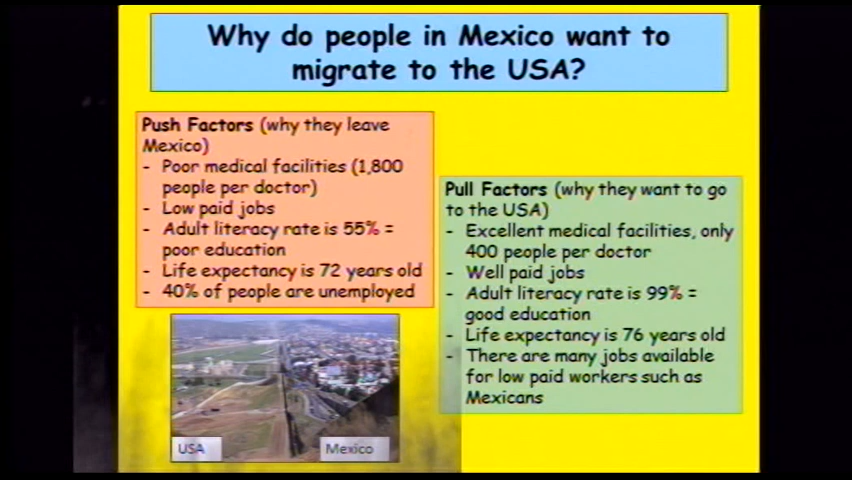 Why do people in Mexico want to
migrate to the USA?
Push Factors (why they leave
Mexico)
- Poor medical facilities (1,800
people per doctor)
- Low paid jobs
- Adult literacy rate is 55% =
poor education
- Life expectancy is 72 years old
- 40% of people are unemployed
Pull Factors (why they want to go
to the USA)
- Excellent medical facilities, only
400 people per doctor
- Well paid jobs
- Adult literacy rate is 99% =
good education
- Life expectancy is 76 years old
- There are many jobs available
for low paid workers such as
Mexicans
USA
Mexico